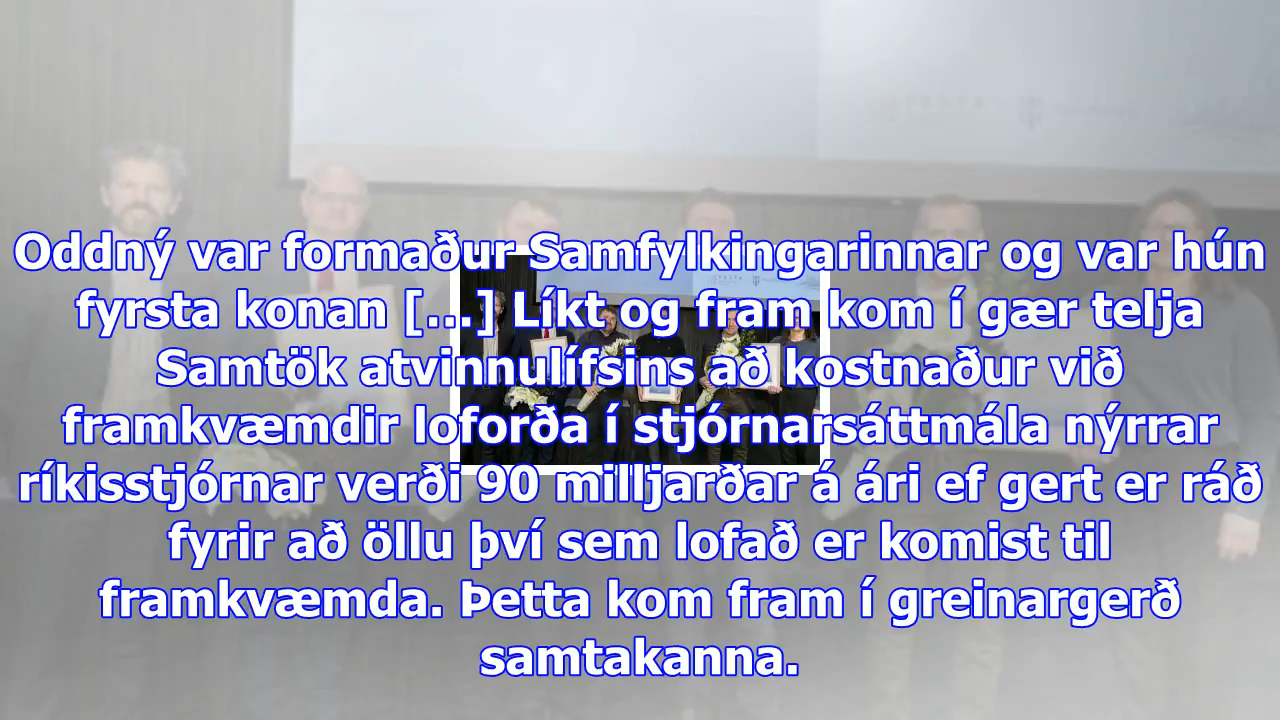 Oddný var formaður Samfylkingarinnar og var hún
fyrsta konan [...] Líkt og fram kom í gær telja
Samtök atvinnulífsins að kostnaður við
framkvæmdir loforða í stjórnarsáttmála nýrrar
ríkisstjórnar verði 90 milljarðar á ári ef gert er ráð
fyrir að öllu því sem lofað er komist til
framkvæmda. Þetta kom fram í greinargerð
samtakanna.